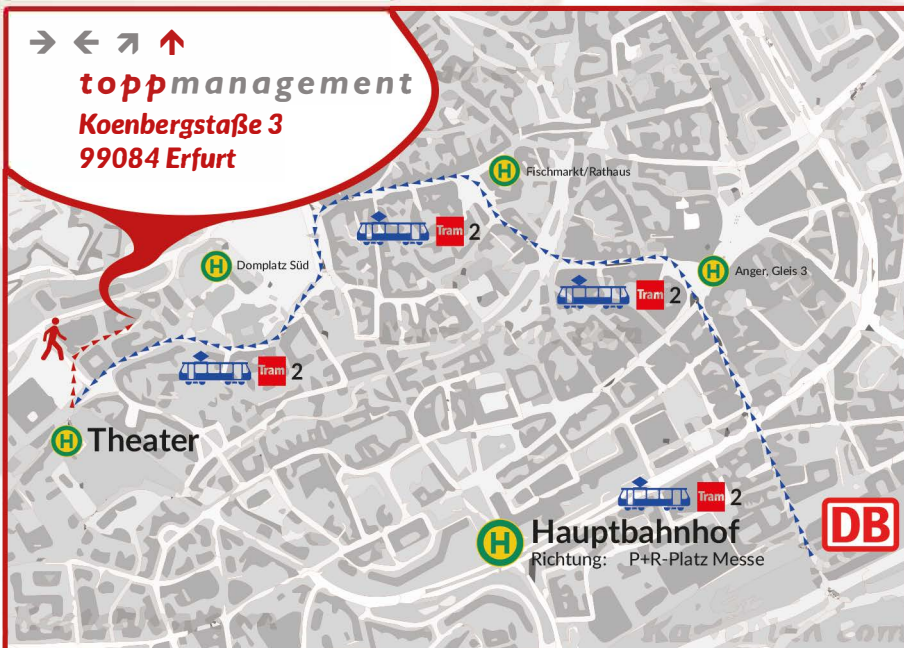 toppmanagement
Koenbergstaße 3
99084 Erfurt
H Fischmarkt/Rathaus
Tram 2
H Domplatz Süd
H Anger, Gleis 3
Tram 2
Tram 2
H Theater
Tram 2
DB
H Hauptbahnhof
Richtung: P+R-Platz Messe